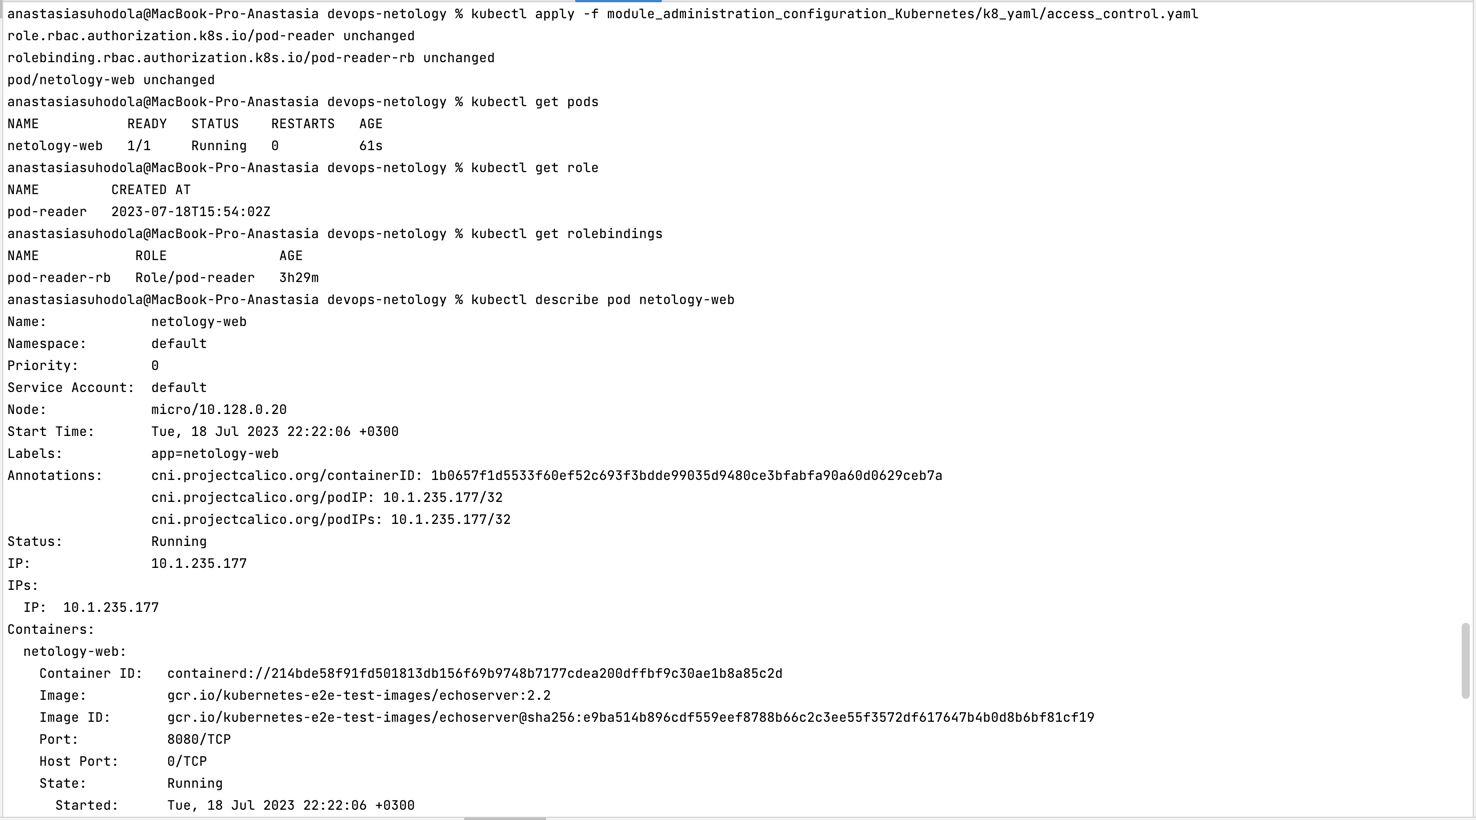 anastasiasuhodola@MacBook-Pro-Anastasia devops-netology % kubectl apply -f module_administration_configuration_Kubernetes/k8_yaml/access_control.yaml
role.rbac.authorization.k8s.io/pod-reader unchanged
rolebinding.rbac.authorization.k8s.io/pod-reader-rb unchanged
pod/netology-web unchanged
anastasiasuhodola@MacBook-Pro-Anastasia devops-netology % kubectl get pods
NAME           READY   STATUS    RESTARTS   AGE
netology-web   1/1     Running   0          61s
anastasiasuhodola@MacBook-Pro-Anastasia devops-netology % kubectl get role
NAME         CREATED AT
pod-reader   2023-07-18T15:54:02Z
anastasiasuhodola@MacBook-Pro-Anastasia devops-netology % kubectl get rolebindings
NAME            ROLE              AGE
pod-reader-rb   Role/pod-reader   3h29m
anastasiasuhodola@MacBook-Pro-Anastasia devops-netology % kubectl describe pod netology-web
Name:             netology-web
Namespace:        default
Priority:         0
Service Account:  default
Node:             micro/10.128.0.20
Start Time:       Tue, 18 Jul 2023 22:22:06 +0300
Labels:           app=netology-web
Annotations:      cni.projectcalico.org/containerID: 1b0657f1d5533f60ef52c693f3bdde99035d9480ce3bfabfa90a60d0629ceb7a
                  cni.projectcalico.org/podIP: 10.1.235.177/32
                  cni.projectcalico.org/podIPs: 10.1.235.177/32
Status:           Running
IP:               10.1.235.177
IPs:
  IP:  10.1.235.177
Containers:
  netology-web:
    Container ID:   containerd://214bde58f91fd501813db156f69b9748b7177cdea200dffbf9c30ae1b8a85c2d
    Image:          gcr.io/kubernetes-e2e-test-images/echoserver:2.2
    Image ID:       gcr.io/kubernetes-e2e-test-images/echoserver@sha256:e9ba514b896cdf559eef8788b66c2c3ee55f3572df617647b4b0d8b6bf81cf19
    Port:           8080/TCP
    Host Port:      0/TCP
    State:          Running
      Started:      Tue, 18 Jul 2023 22:22:06 +0300